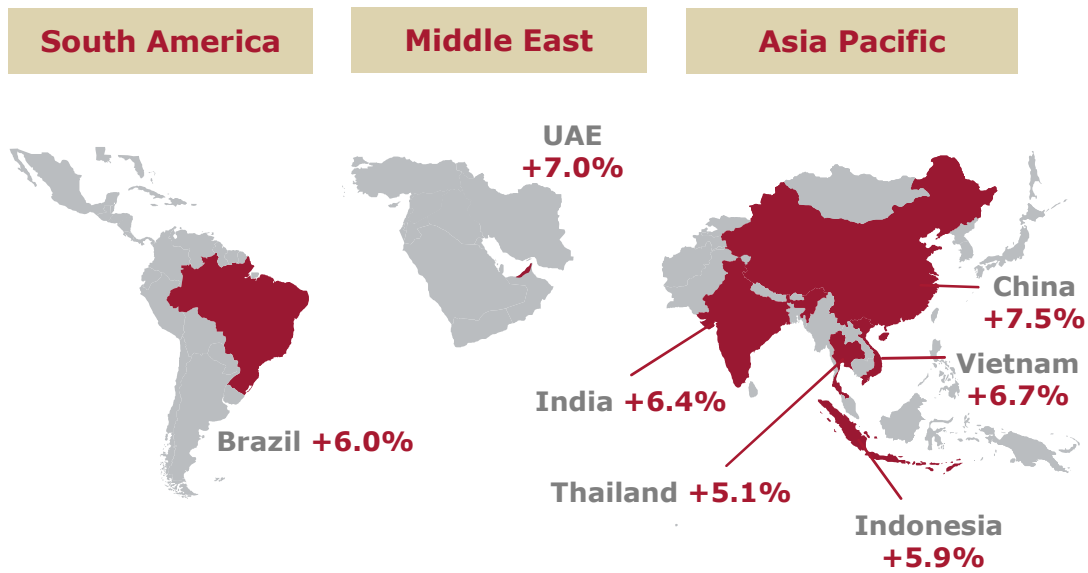 South America
Middle East
Asia Pacific
UAE
+7.0%
China
+7.5%
Vietnam
+6.7%
India +6.4%
Brazil +6.0%
Thailand +5.1%
Indonesia
+5.9%